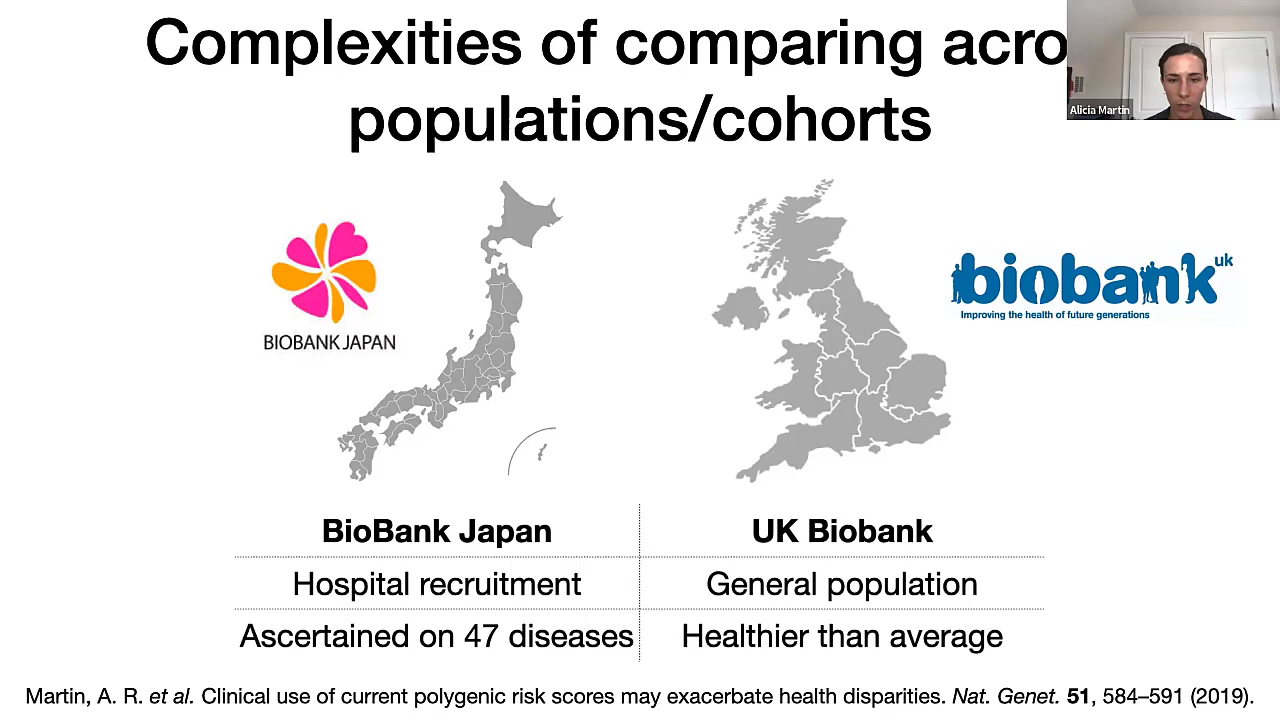 Complexities of comparing acro
populations/cohorts
Alicia Martin
BIOBANK JAPAN
biobank uk
Improving the health of future generations
BioBank Japan UK Biobank
Hospital recruitment General population
Ascertained on 47 diseases Healthier than average
Martin, A. R. et al. Clinical use of current polygenic risk scores may exacerbate health disparities. Nat. Genet. 51, 584–591 (2019).